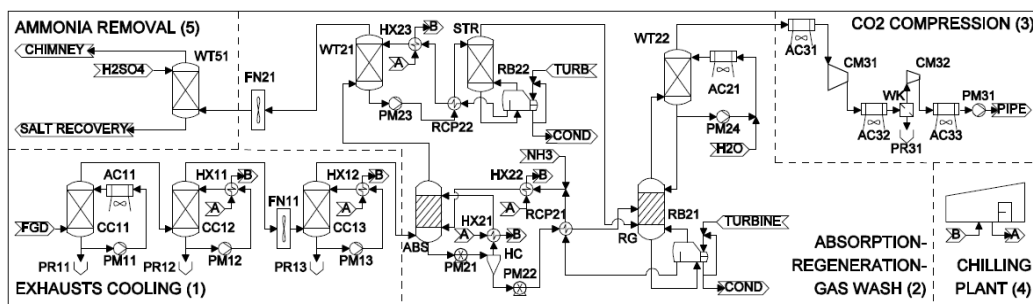 AMMONIA REMOVAL (5)
CHIMNEY
WT51
H2SO4
FN21
SALT RECOVERY
HX23
B
STR
WT21
A
RB22
TURB
PM23
RCP22
COND
WT22
AC21
PM24
H2O
CO2 COMPRESSION (3)
AC31
CM31
CM32
WK
PM31
PIPE
AC32
AC33
PR31
AC11
HX11
B
HX12
B
FN11
A
A
FGD
CC11
CC12
CC13
PM11
PM12
PM13
PR11
PR12
PR13
EXHAUSTS COOLING (1)
NH3
HX22
B
A
RCP21
HX21
A
B
ABS
HC
PM21
PM22
RG
RB21
TURBINE
COND
ABSORPTION-
REGENERATION-
GAS WASH (2)
B
A
CHILLING
PLANT (4)